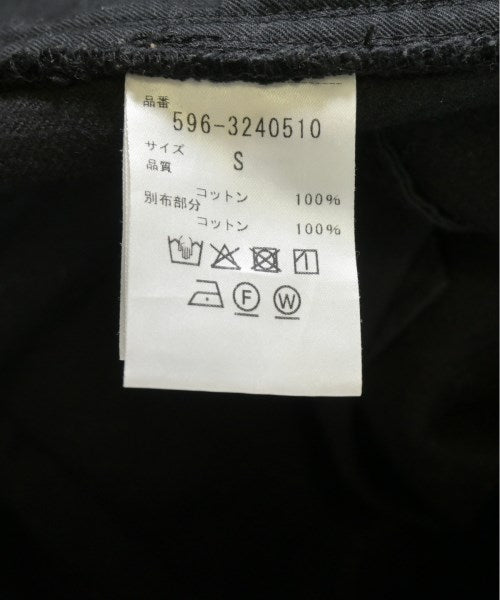 品番
596-3240510
サイズ S
品質
コットン 100%
別布部分
コットン 100%
F W